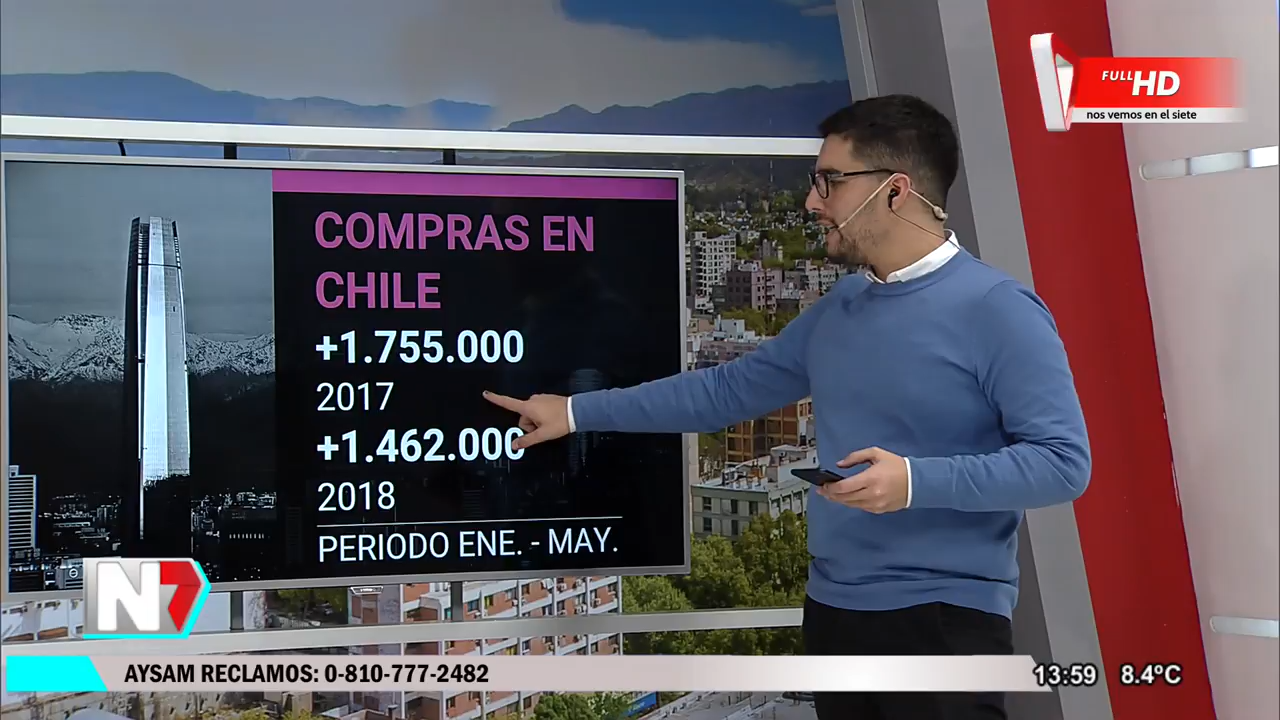 FULL HD
nos vemos en el siete
COMPRAS EN
CHILE
+1.755.000
2017
+1.462.000
2018
PERIODO ENE. - MAY.
N7
AYSAM RECLAMOS: 0-810-777-2482
13:59 8.4ºC